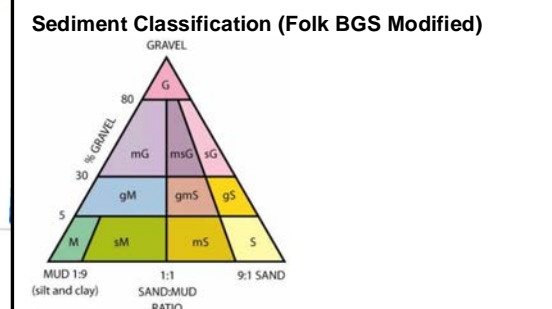 Sediment Classification (Folk BGS Modified)
GRAVEL
G
80
% GRAVEL
mG msG sG
30
gM gmS gS
5
M sM mS S
MUD 1:9 1:1 9:1 SAND
(silt and clay) SAND:MUD
RATIO